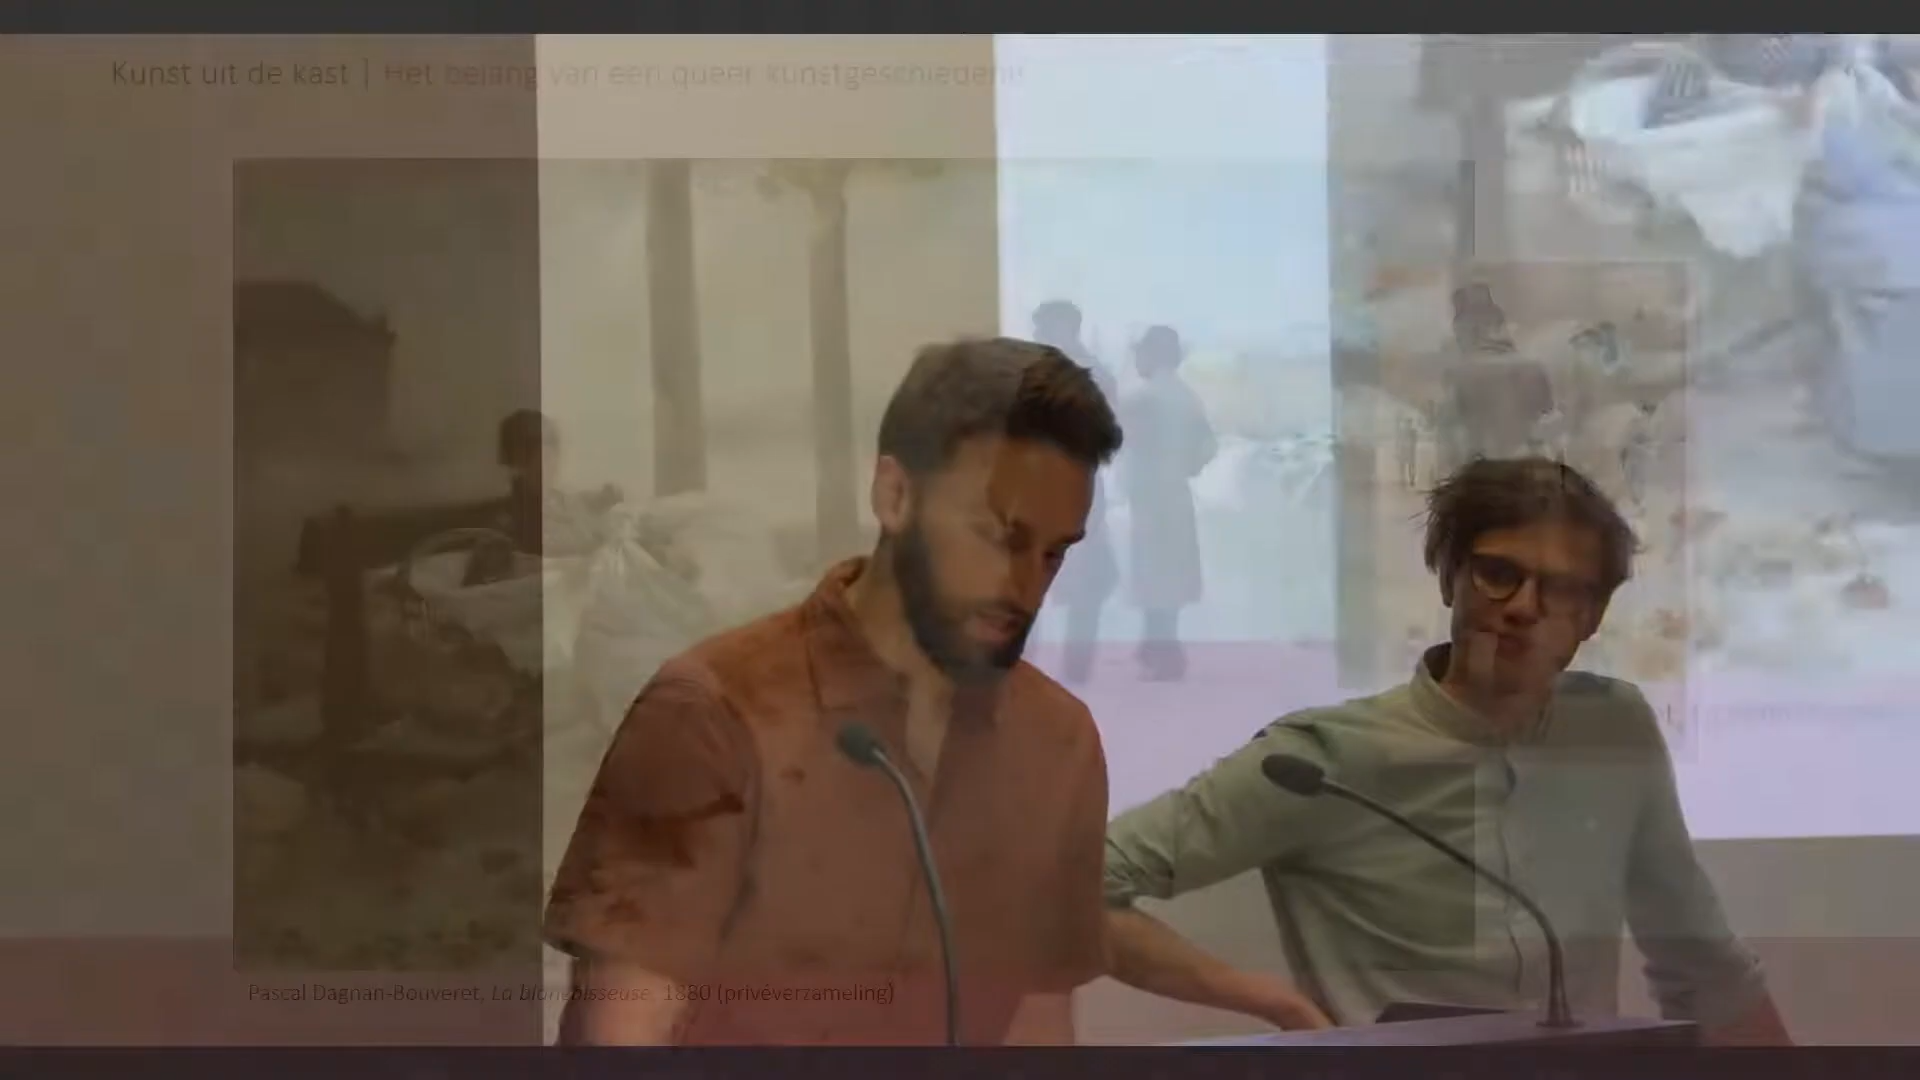 Kunst uit de kast | Het belang van een queer kunstgeschiedenis
Pascal Dagnan-Bouveret, La blanchisseuse, 1880 (privéverzameling)